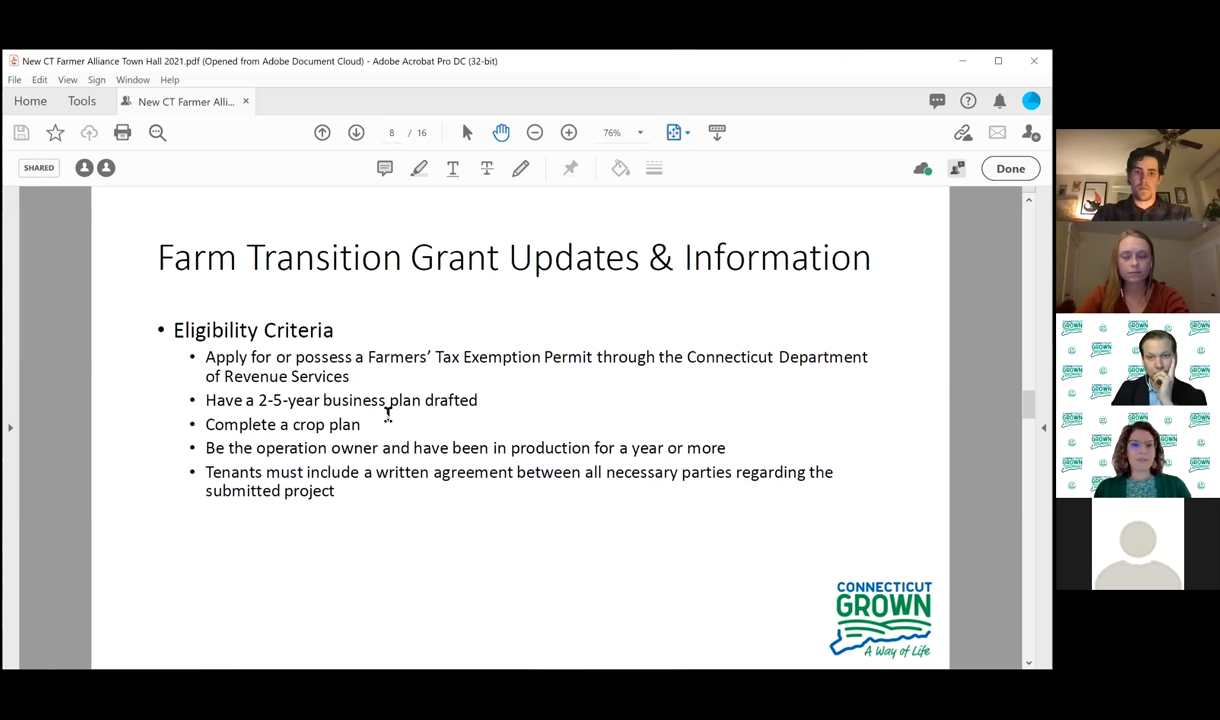 New CT Farmer Alliance Town Hall 2021.pdf (Opened from Adobe Document Cloud) - Adobe Acrobat Pro DC (32-bit)
File Edit View Sign Window Help
Home Tools New CT Farmer Alli... ×
8 / 16 76%
SHARED Done
Farm Transition Grant Updates & Information
• Eligibility Criteria
• Apply for or possess a Farmers’ Tax Exemption Permit through the Connecticut Department
of Revenue Services
• Have a 2-5-year business plan drafted
• Complete a crop plan
• Be the operation owner and have been in production for a year or more
• Tenants must include a written agreement between all necessary parties regarding the
submitted project
CONNECTICUT
GROWN
A Way of Life
CONNECTICUT
GROWN
CONNECTICUT
GROWN